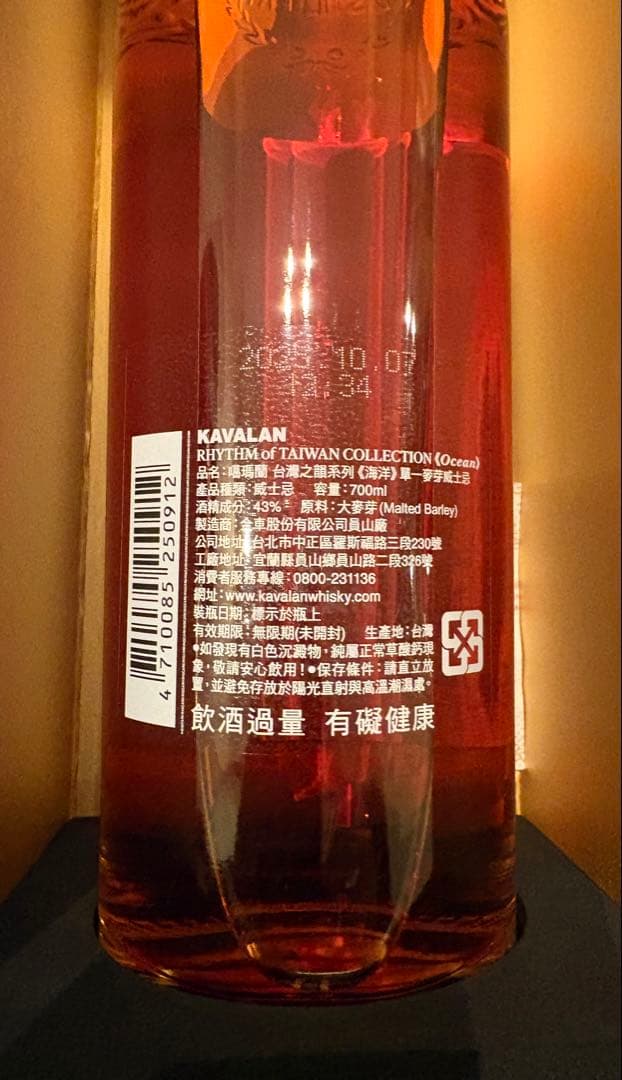 2025.10.07
12:34
KAVALAN
RHYTHM of TAIWAN COLLECTION《Ocean》
品名：噶瑪蘭 台灣之韻系列《海洋》單一麥芽威士忌
產品種類：威士忌 容量：700ml
酒精成分：43% 原料：大麥芽(Malted Barley)
製造商：金車股份有限公司員山廠
公司地址：台北市中正區羅斯福路三段230號
工廠地址：宜蘭縣員山鄉員山路二段326號
消費者服務專線：0800-231136
網址：www.kavalanwhisky.com
裝瓶日期：標示於瓶上
有效期限：無限期(未開封) 生產地：台灣
•如發現有白色沉澱物，純屬正常草酸鈣現
象，敬請安心飲用！•保存條件：請直立放
置，並避免存放於陽光直射與高溫潮濕處。
飲酒過量 有礙健康
4 710085 250912